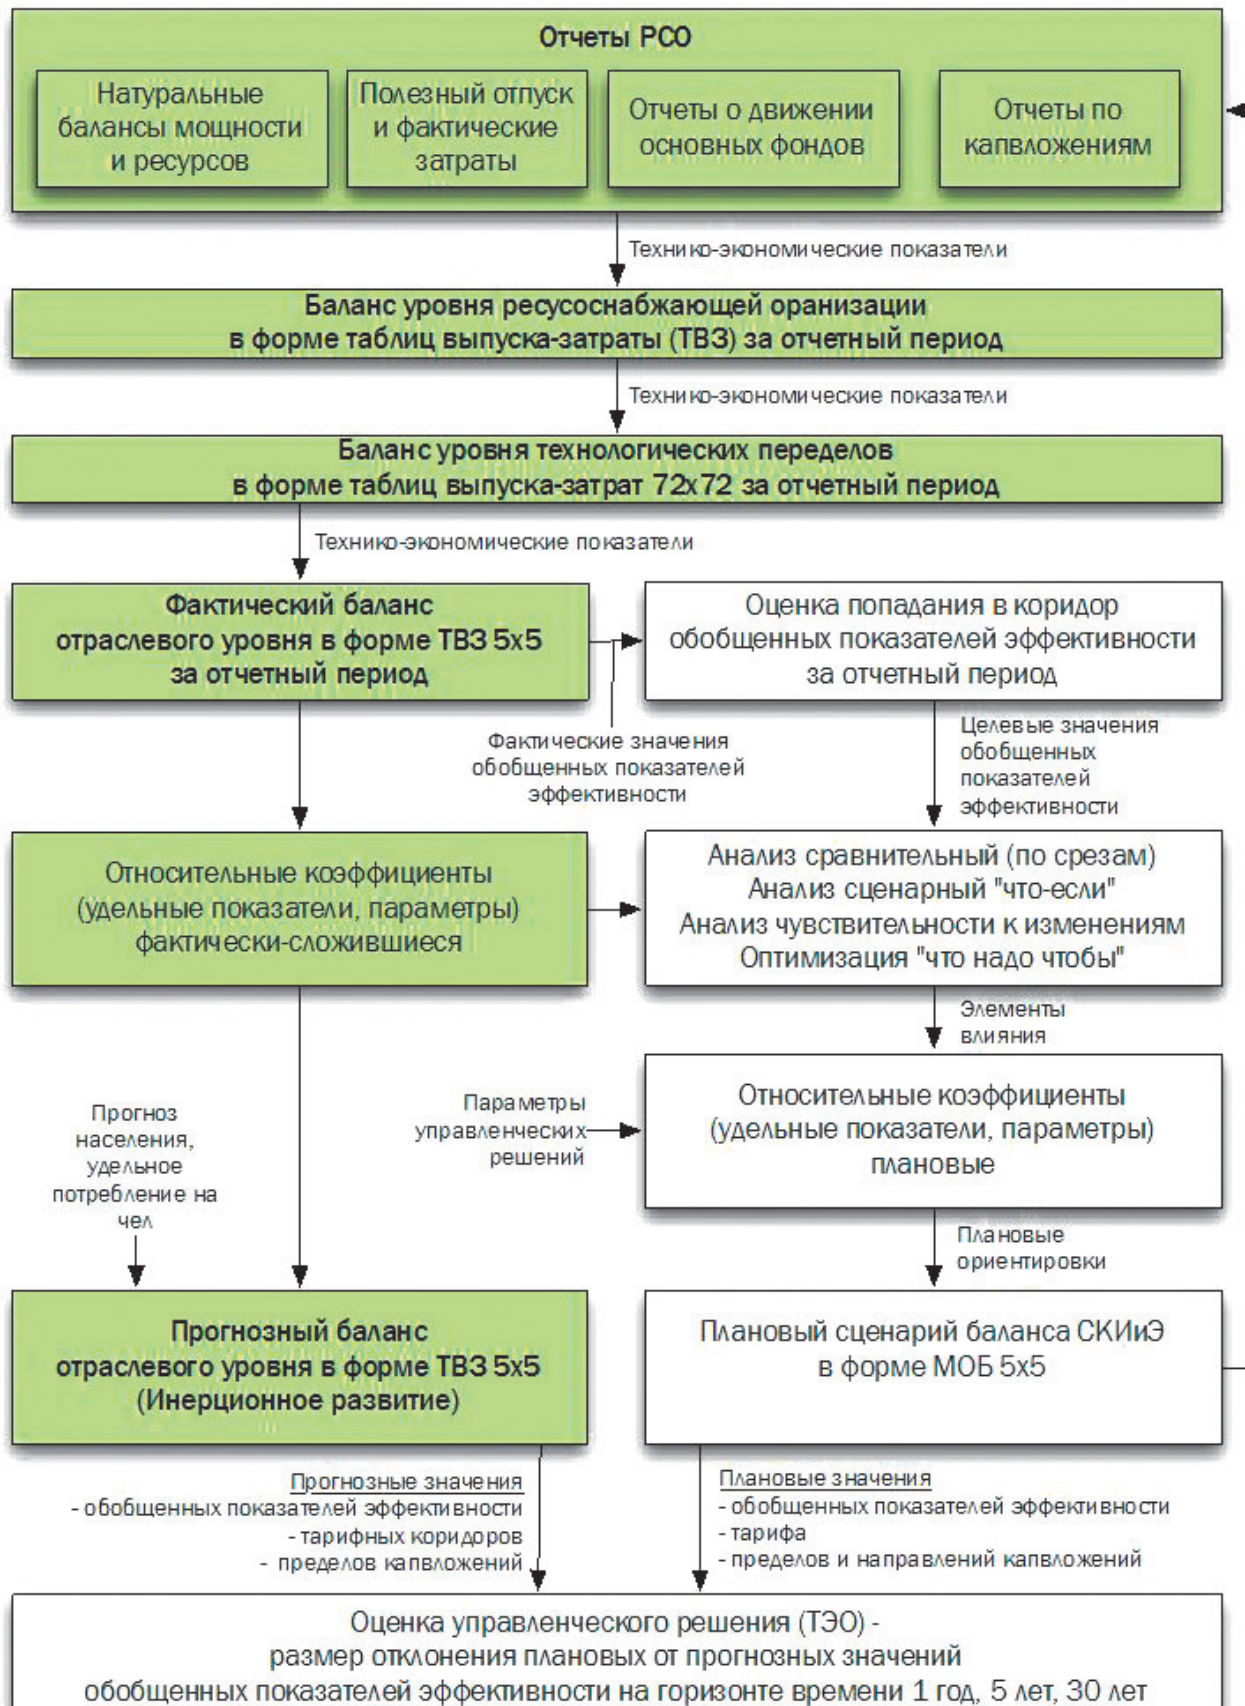 Отчеты РСО
Натуральные
балансы мощности
и ресурсов
Полезный отпуск
и фактические
затраты
Отчеты о движении
основных фондов
Отчеты по
капвложениям
Технико-экономические показатели
Баланс уровня ресусоснабжающей оранизации
в форме таблиц выпуска-затраты (ТВЗ) за отчетный период
Технико-экономические показатели
Баланс уровня технологических переделов
в форме таблиц выпуска-затрат 72х72 за отчетный период
Технико-экономические показатели
Фактический баланс
отраслевого уровня в форме ТВЗ 5х5
за отчетный период
Оценка попадания в коридор
обобщенных показателей эффективности
за отчетный период
Фактические значения
обобщенных показателей
эффективности
Целевые значения
обобщенных
показателей
эффективности
Относительные коэффициенты
(удельные показатели, параметры)
фактически-сложившиеся
Анализ сравнительный (по срезам)
Анализ сценарный "что-если"
Анализ чувствительности к изменениям
Оптимизация "что надо чтобы"
Элементы
влияния
Прогноз
населения,
удельное
потребление на
чел
Параметры
управленческих
решений
Относительные коэффициенты
(удельные показатели, параметры)
плановые
Плановые
ориентировки
Прогнозный баланс
отраслевого уровня в форме ТВЗ 5х5
(Инерционное развитие)
Плановый сценарий баланса СКИиЭ
в форме МОБ 5х5
Прогнозные значения
- обобщенных показателей эффективности
- тарифных коридоров
- пределов капвложений
Плановые значения
- обобщенных показателей эффективности
- тарифа
- пределов и направлений капвложений
Оценка управленческого решения (ТЭО) -
размер отклонения плановых от прогнозных значений
обобщенных показателей эффективности на горизонте времени 1 год, 5 лет, 30 лет